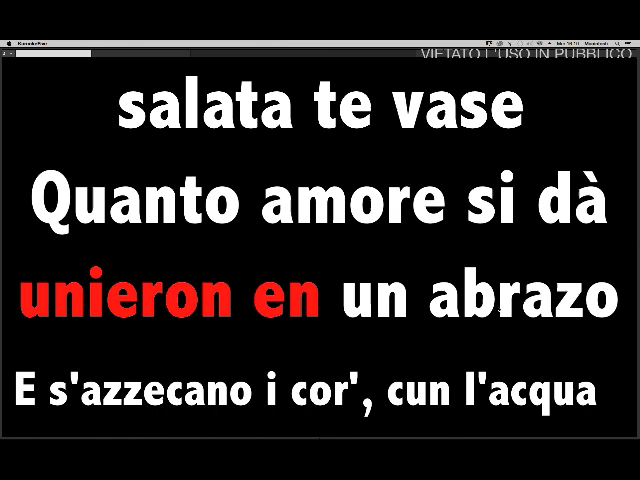 KaraokeFive
VIETATO L'USO IN PUBBLICO
salata te vase
Quanto amore si dà
unieron en un abrazo
E s'azzecano i cor', cun l'acqua